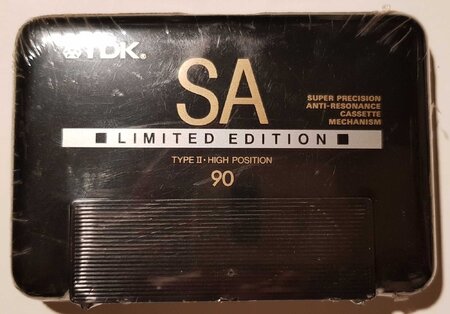 TDK.
SA
SUPER PRECISION
ANTI-RESONANCE
CASSETTE
MECHANISM
LIMITED EDITION
TYPE II · HIGH POSITION
90